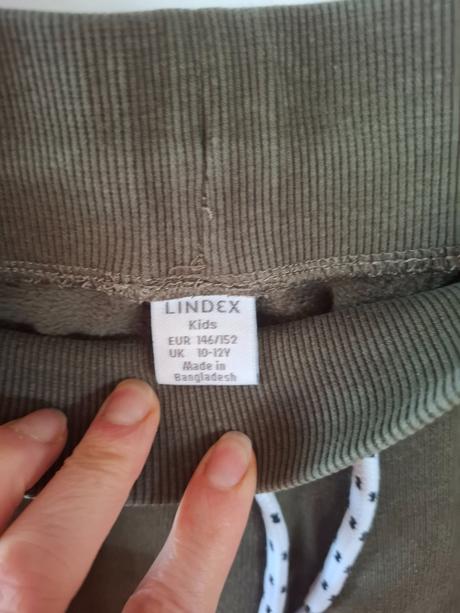 LINDEX
Kids
EUR 146/152
UK 10-12Y
Made in
Bangladesh